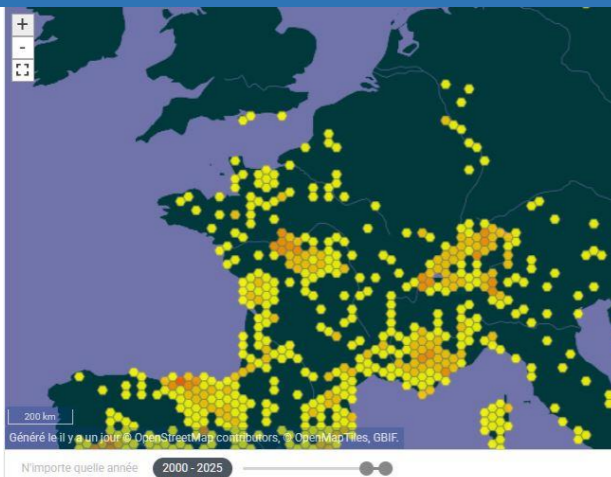 +
-
200 km
Généré le il y a un jour © OpenStreetMap contributors, © OpenMapTiles, GBIF.
N'importe quelle année 2000 - 2025